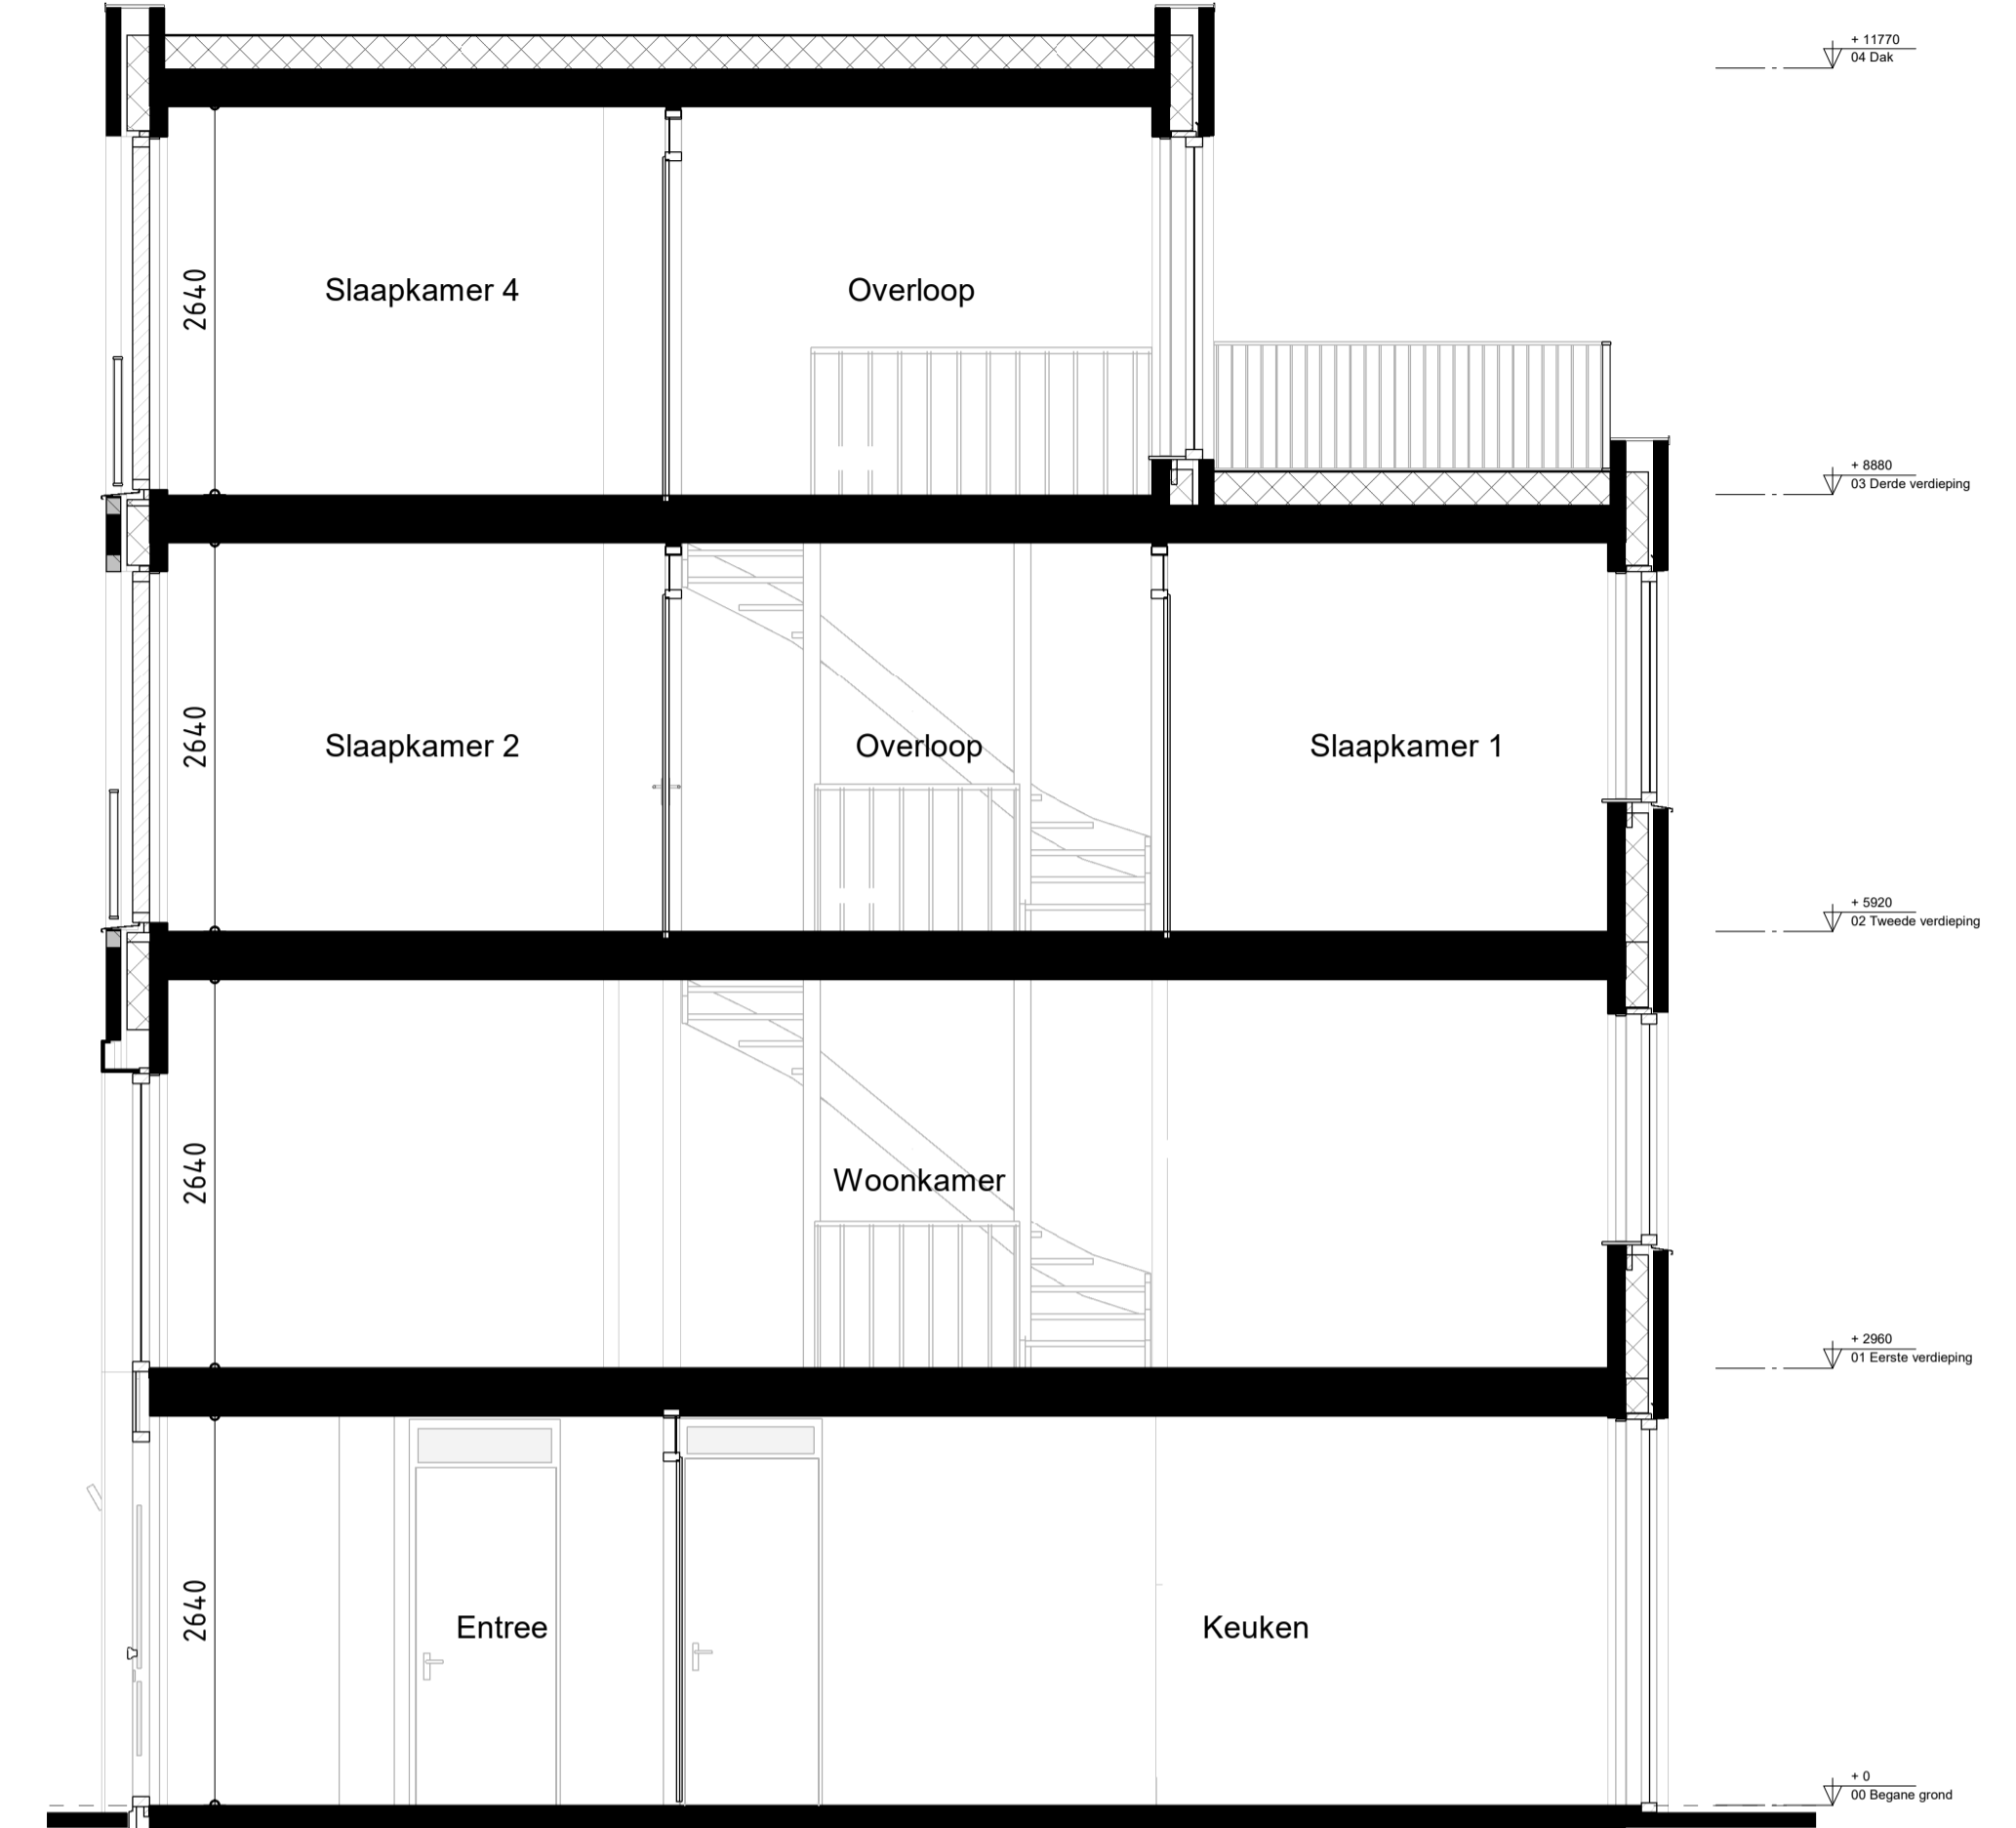 + 11770
04 Dak
2640
Slaapkamer 4
Overloop
+ 8880
03 Derde verdieping
2640
Slaapkamer 2
Overloop
Slaapkamer 1
+ 5920
02 Tweede verdieping
2640
Woonkamer
+ 2960
01 Eerste verdieping
2640
Entree
Keuken
+ 0
00 Begane grond